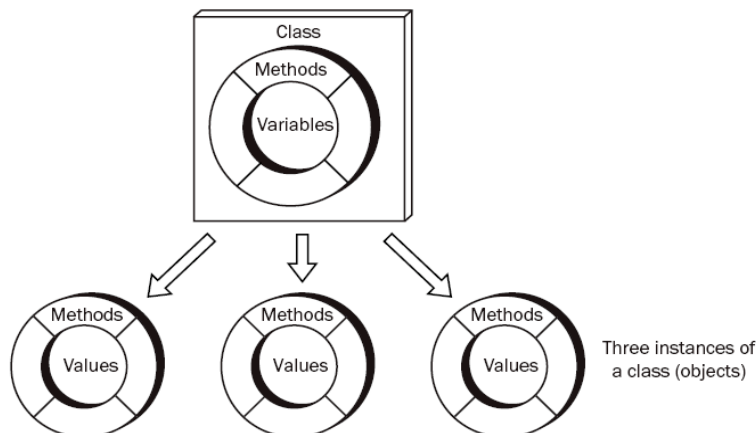 Class
Methods
Variables
Methods
Methods
Methods
Values
Values
Values
Three instances of
a class (objects)